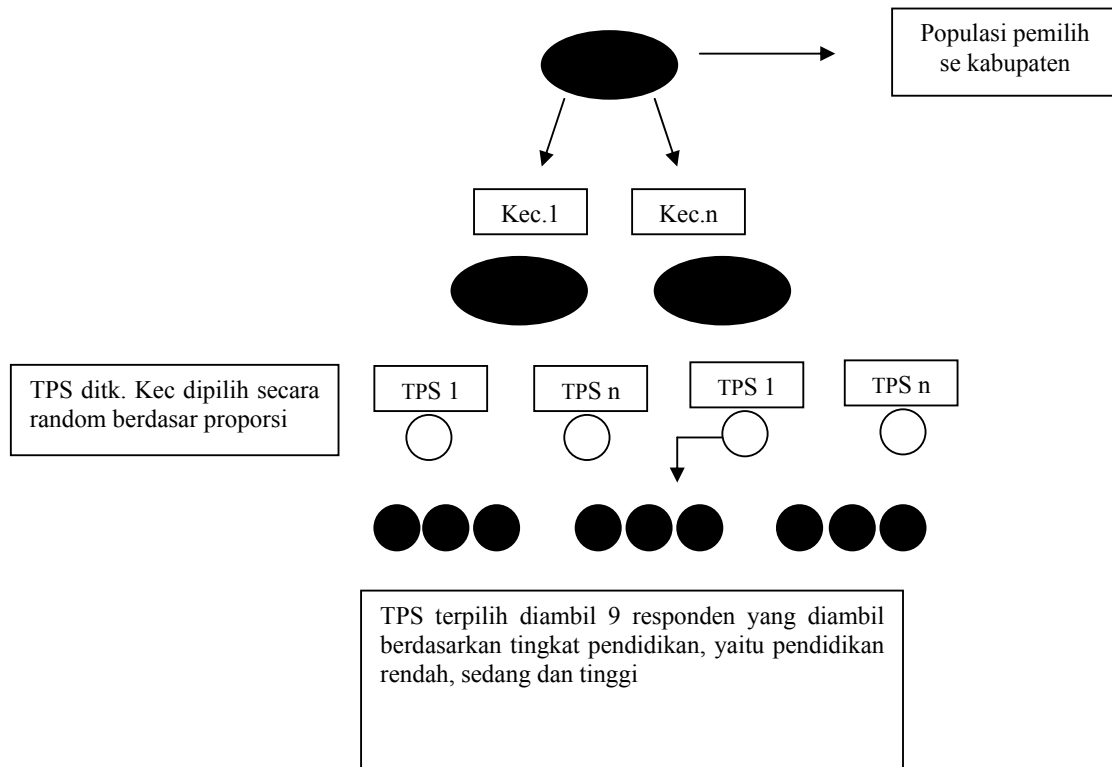 Populasi pemilih
se kabupaten
Kec.1
Kec.n
TPS ditk. Kec dipilih secara
random berdasar proporsi
TPS 1
TPS n
TPS 1
TPS n
TPS terpilih diambil 9 responden yang diambil
berdasarkan tingkat pendidikan, yaitu pendidikan
rendah, sedang dan tinggi